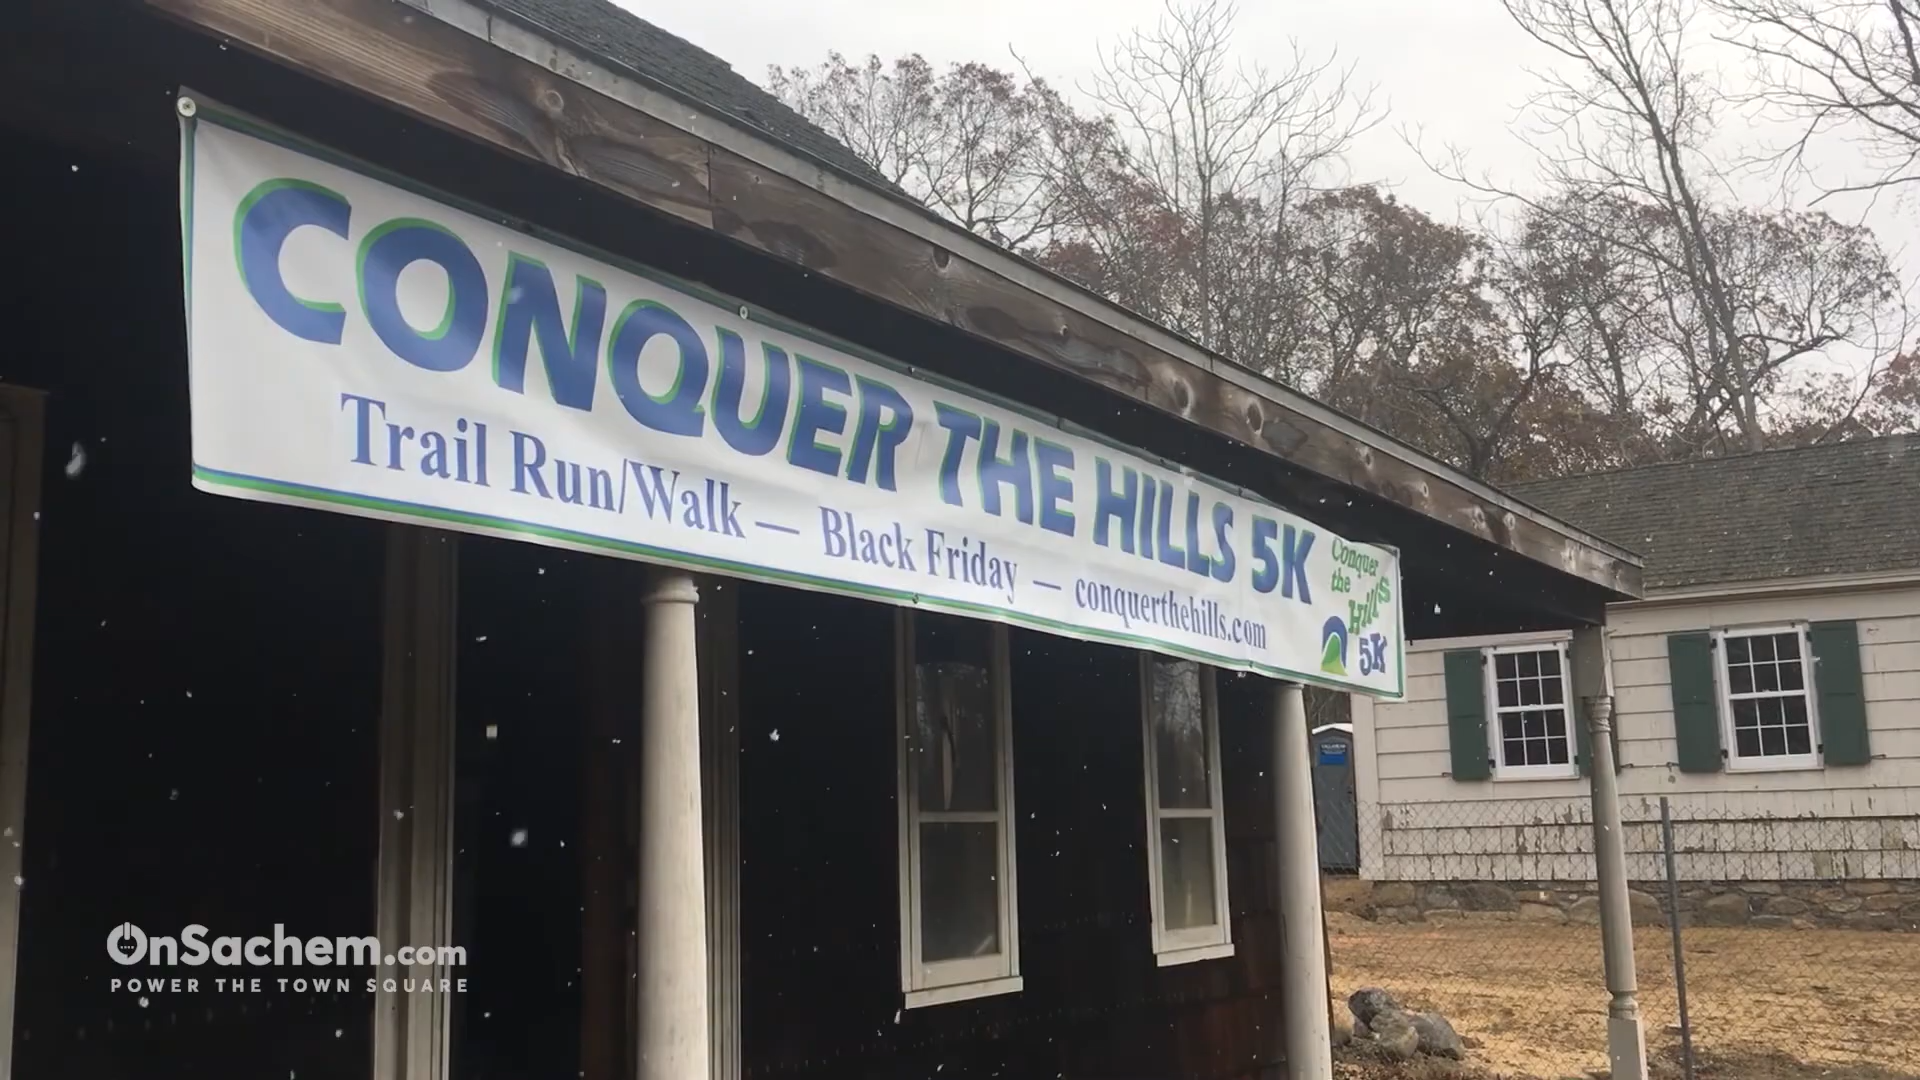 CONQUER THE HILLS 5K
Trail Run/Walk — Black Friday — conquerthehills.com
Conquer
the
Hills
5K
OnSachem.com
POWER THE TOWN SQUARE